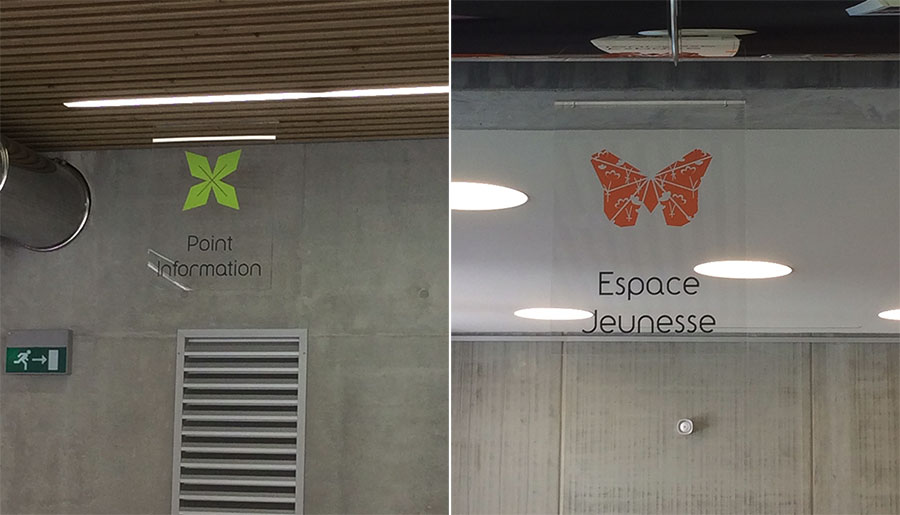 Point
Information
Espace
Jeunesse